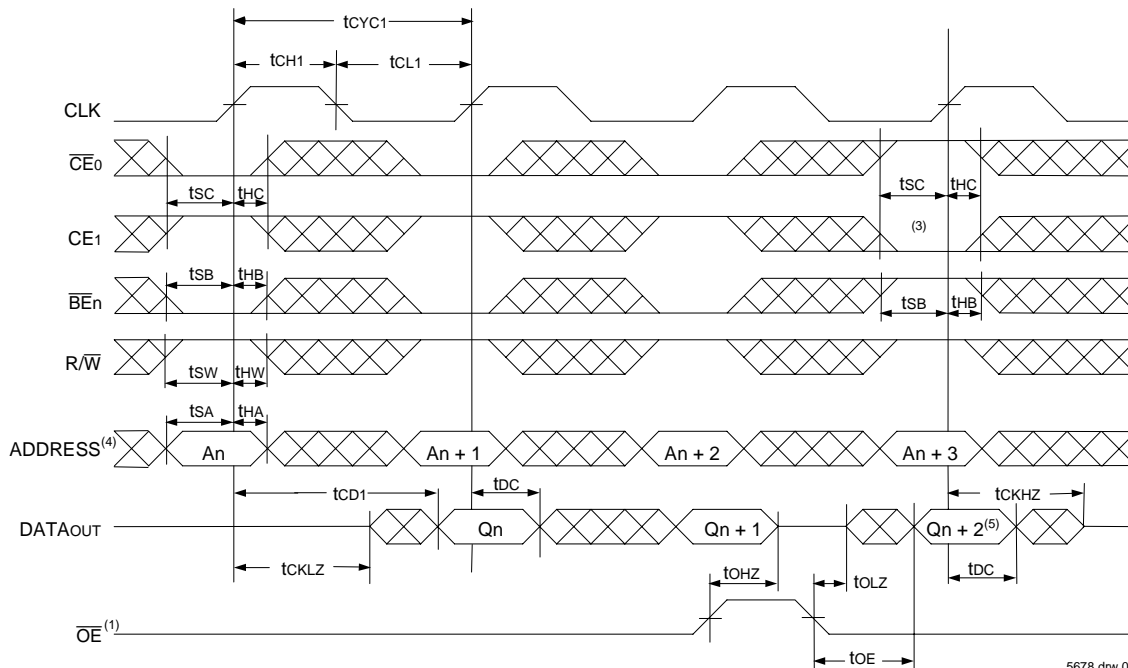 tCYC1
tCH1 tCL1
CLK
CE0
tSC tHC tSC tHC
CE1 (3)
tSB tHB
BEn tSB tHB
R/W
tSW tHW
tSA tHA
ADDRESS(4) An An + 1 An + 2 An + 3
tCD1 tDC tCKHZ
DATAOUT Qn Qn + 1 Qn + 2(5)
tCKLZ tOHZ tOLZ tDC
OE(1)
tOE
5678 drw